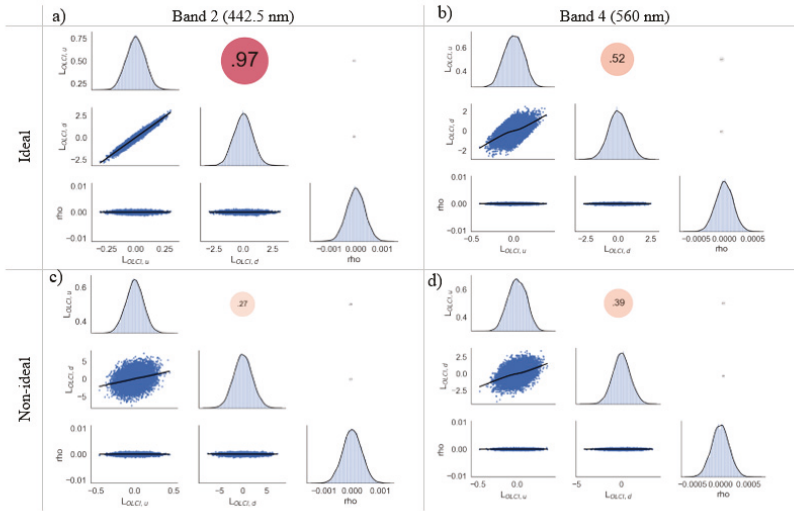 Band 2 (442.5 nm)
Band 4 (560 nm)
Ideal
Non-ideal
a)
L_OLCI, u
0.75
0.50
0.25
.97
L_OLCI, d
2.5
0.0
−2.5
rho
0.01
0.00
−0.01
−0.25 0.00 0.25
L_OLCI, u
−2.5 0.0 2.5
L_OLCI, d
−0.001 0.000 0.001
rho
b)
L_OLCI, u
0.6
0.4
.52
L_OLCI, d
2
0
−2
rho
0.01
0.00
−0.01
−0.5 0.0
L_OLCI, u
0.0 2.5
L_OLCI, d
−0.0005 0.0000 0.0005
rho
c)
L_OLCI, u
0.6
0.4
.27
L_OLCI, d
5
0
−5
rho
0.01
0.00
−0.01
−0.5 0.0 0.5
L_OLCI, u
−5 0 5
L_OLCI, d
−0.001 0.000 0.001
rho
d)
L_OLCI, u
0.6
0.4
.39
L_OLCI, d
2.5
0.0
−2.5
rho
0.01
0.00
−0.01
−0.5 0.0
L_OLCI, u
−5 0
L_OLCI, d
−0.0005 0.0000 0.0005
rho